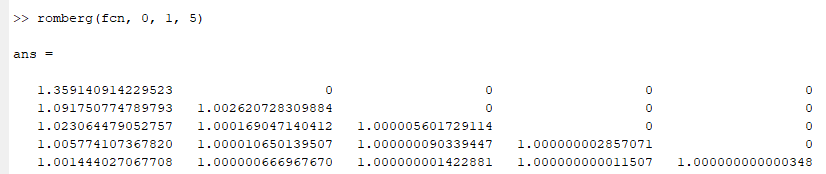 >> romberg(fcn, 0, 1, 5)
ans =
1.359140914229523 0 0 0 0
1.091750774789793 1.002620728309884 0 0 0
1.023064479052757 1.000169047140412 1.000005601729114 0 0
1.005774107367820 1.000010650139507 1.000000090339447 1.000000002857071 0
1.001444027067708 1.000000666967670 1.000000001422881 1.000000000011507 1.000000000000348